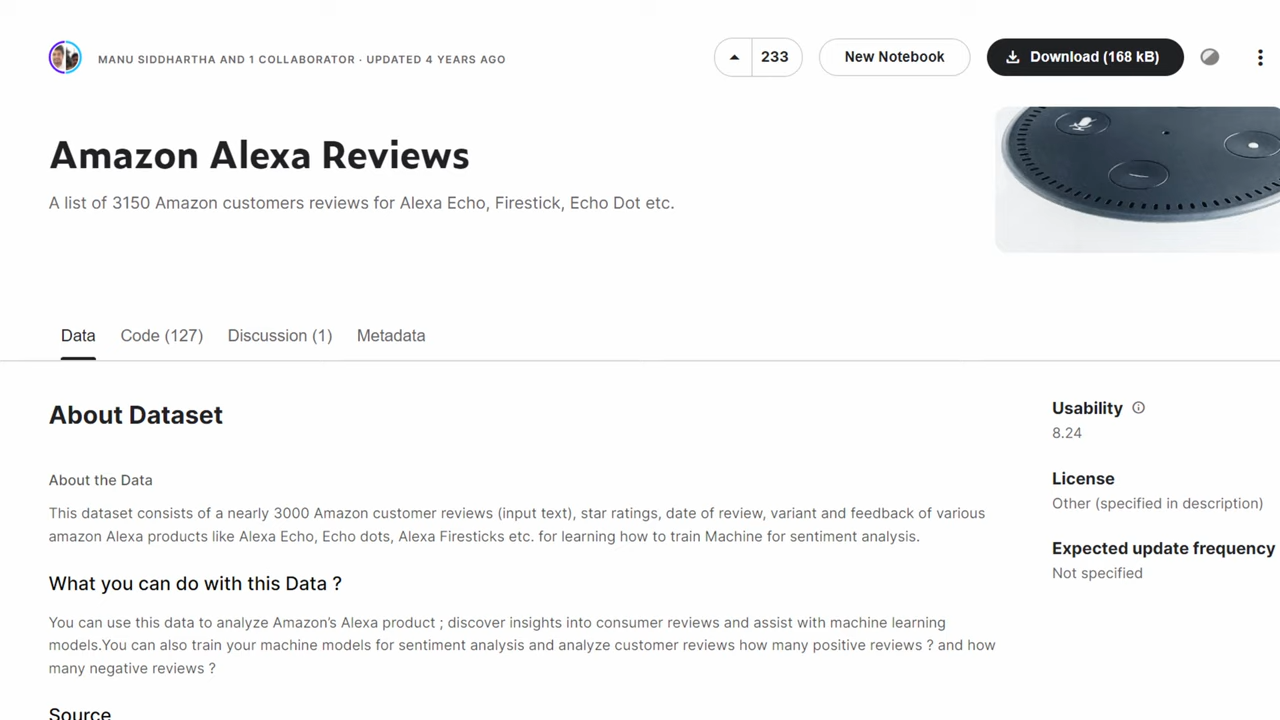 MANU SIDDHARTHA AND 1 COLLABORATOR · UPDATED 4 YEARS AGO
233
New Notebook
Download (168 kB)
Amazon Alexa Reviews
A list of 3150 Amazon customers reviews for Alexa Echo, Firestick, Echo Dot etc.
Data
Code (127)
Discussion (1)
Metadata
About Dataset
About the Data
This dataset consists of a nearly 3000 Amazon customer reviews (input text), star ratings, date of review, variant and feedback of various
amazon Alexa products like Alexa Echo, Echo dots, Alexa Firesticks etc. for learning how to train Machine for sentiment analysis.
What you can do with this Data ?
You can use this data to analyze Amazon’s Alexa product ; discover insights into consumer reviews and assist with machine learning
models.You can also train your machine models for sentiment analysis and analyze customer reviews how many positive reviews ? and how
many negative reviews ?
Source
Usability
8.24
License
Other (specified in description)
Expected update frequency
Not specified